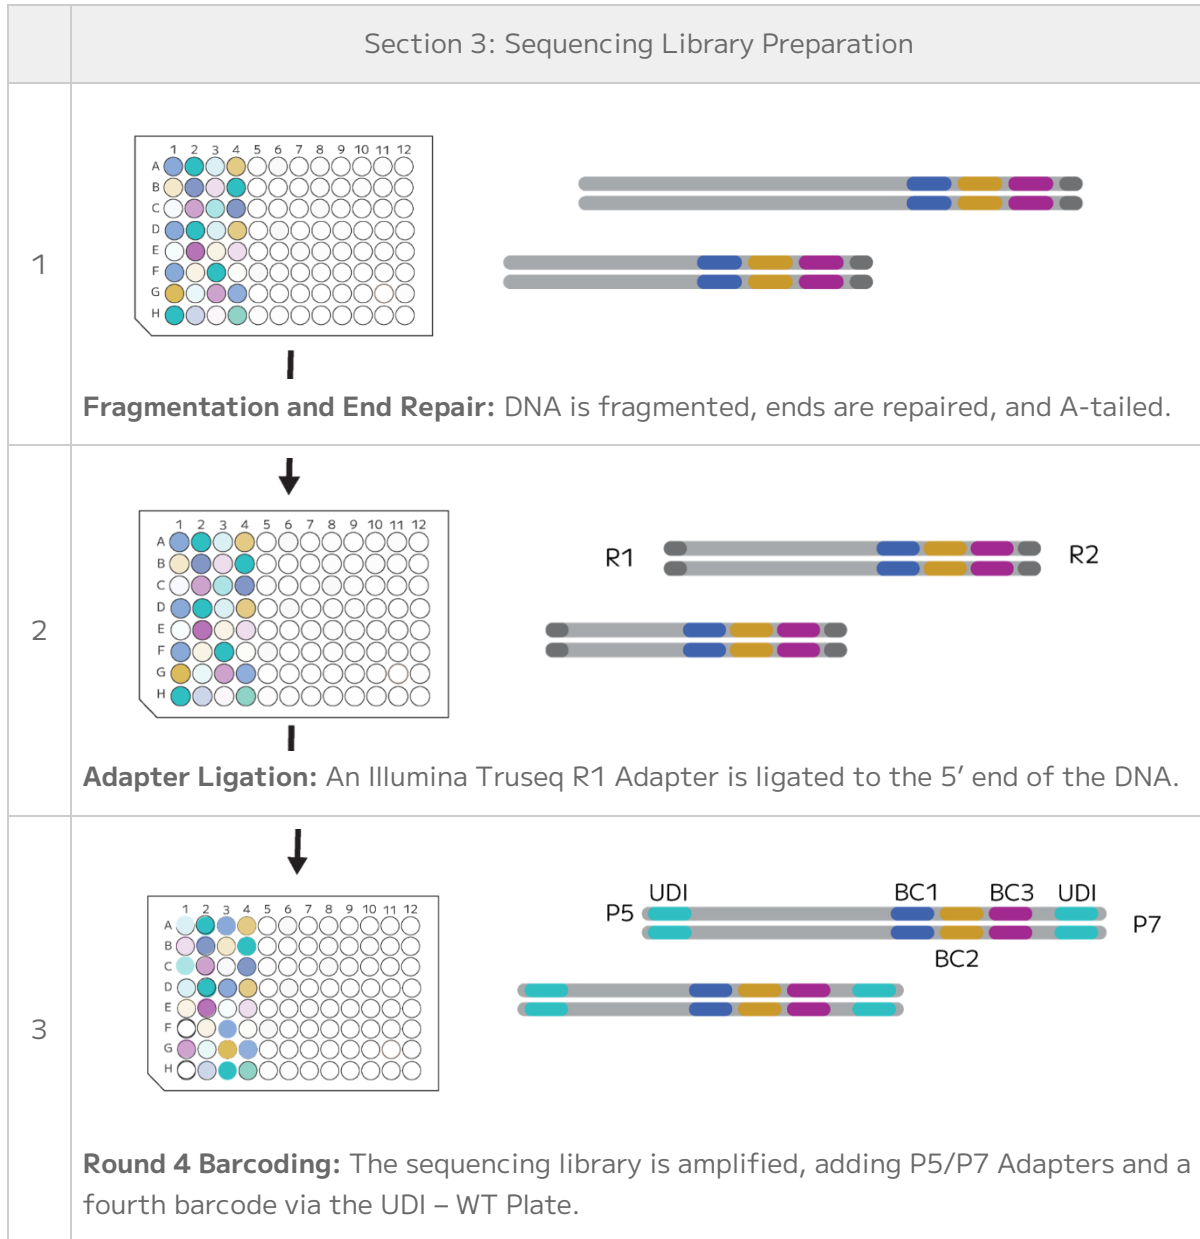 Section 3: Sequencing Library Preparation
1
1 2 3 4 5 6 7 8 9 10 11 12
A
B
C
D
E
F
G
H
Fragmentation and End Repair: DNA is fragmented, ends are repaired, and A-tailed.
2
1 2 3 4 5 6 7 8 9 10 11 12
A
B
C
D
E
F
G
H
R1
R2
Adapter Ligation: An Illumina Truseq R1 Adapter is ligated to the 5′ end of the DNA.
3
1 2 3 4 5 6 7 8 9 10 11 12
A
B
C
D
E
F
G
H
UDI BC1 BC3 UDI
P5
P7
BC2
Round 4 Barcoding: The sequencing library is amplified, adding P5/P7 Adapters and a
fourth barcode via the UDI – WT Plate.